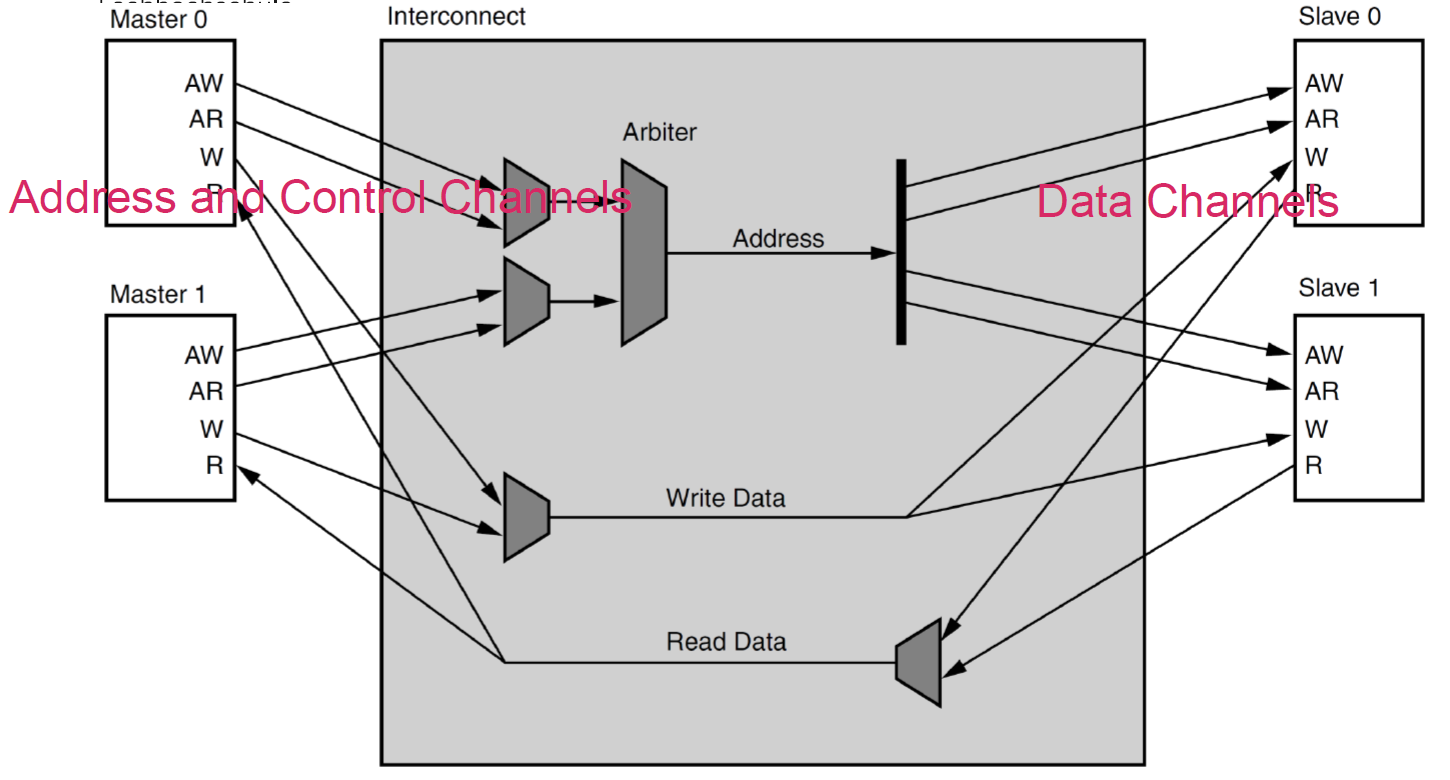 Master 0
Interconnect
Slave 0
AW
AR
W
R
Arbiter
AW
AR
W
R
Address and Control Channels
Data Channels
Address
Master 1
Slave 1
AW
AR
W
R
AW
AR
W
R
Write Data
Read Data